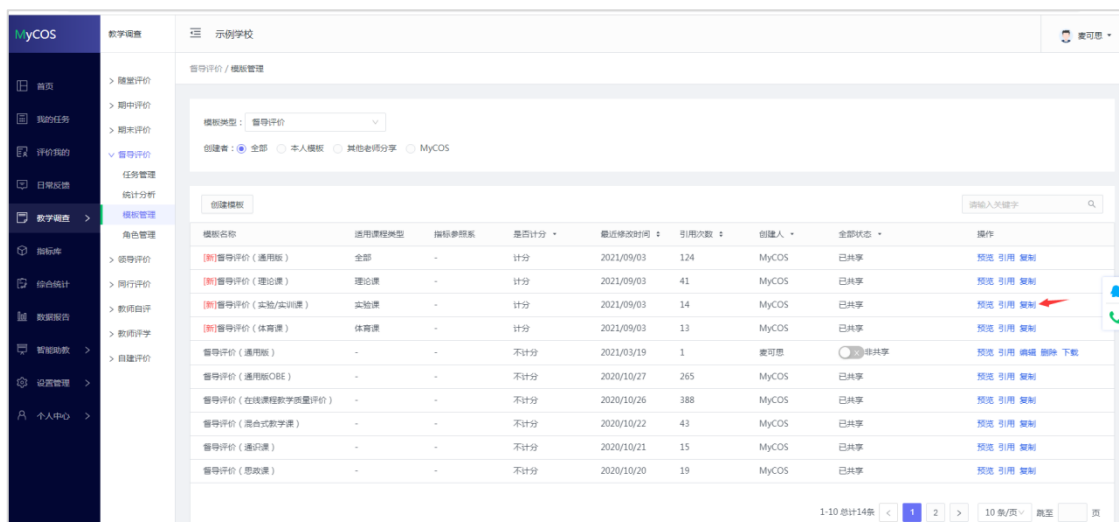 MyCOS
教学调查
示例学校
麦可思
首页
我的任务
评价我的
日常反馈
教学调查 >
指标库
综合统计
数据报告
智能助教 >
设置管理 >
个人中心 >
> 随堂评价
> 期中评价
> 期末评价
∨ 督导评价
任务管理
统计分析
模板管理
角色管理
> 领导评价
> 同行评价
> 教师自评
> 教师评学
> 自建评价
督导评价 / 模板管理
模板类型： 督导评价
创建者： 全部 本人模板 其他老师分享 MyCOS
创建模板 请输入关键字
模板名称 适用课程类型 指标参照系 是否计分 最近修改时间 引用次数 创建人 全部状态 操作
[新]督导评价（通用版） 全部 - 计分 2021/09/03 124 MyCOS 已共享 预览 引用 复制
[新]督导评价（理论课） 理论课 - 计分 2021/09/03 41 MyCOS 已共享 预览 引用 复制
[新]督导评价（实验/实训课） 实验课 - 计分 2021/09/03 14 MyCOS 已共享 预览 引用 复制
[新]督导评价（体育课） 体育课 - 计分 2021/09/03 13 MyCOS 已共享 预览 引用 复制
督导评价（通用版） - - 不计分 2021/03/19 1 麦可思 非共享 预览 引用 编辑 删除 下载
督导评价（通用版OBE） - - 不计分 2020/10/27 265 MyCOS 已共享 预览 引用 复制
督导评价（在线课程教学质量评价） - - 不计分 2020/10/26 388 MyCOS 已共享 预览 引用 复制
督导评价（混合式教学课） - - 不计分 2020/10/22 43 MyCOS 已共享 预览 引用 复制
督导评价（通识课） - - 不计分 2020/10/21 15 MyCOS 已共享 预览 引用 复制
督导评价（思政课） - - 不计分 2020/10/20 19 MyCOS 已共享 预览 引用 复制
1-10 总计14条 < 1 2 > 10 条/页 跳至 页